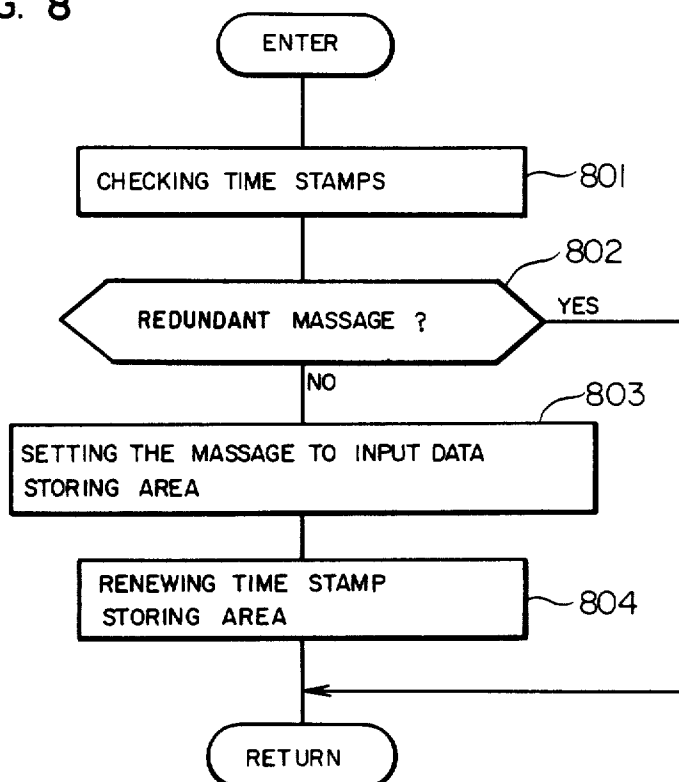 G. 8
ENTER
CHECKING TIME STAMPS
801
802
REDUNDANT MASSAGE ?
YES
NO
803
SETTING THE MASSAGE TO INPUT DATA
STORING AREA
RENEWING TIME STAMP
STORING AREA
804
RETURN